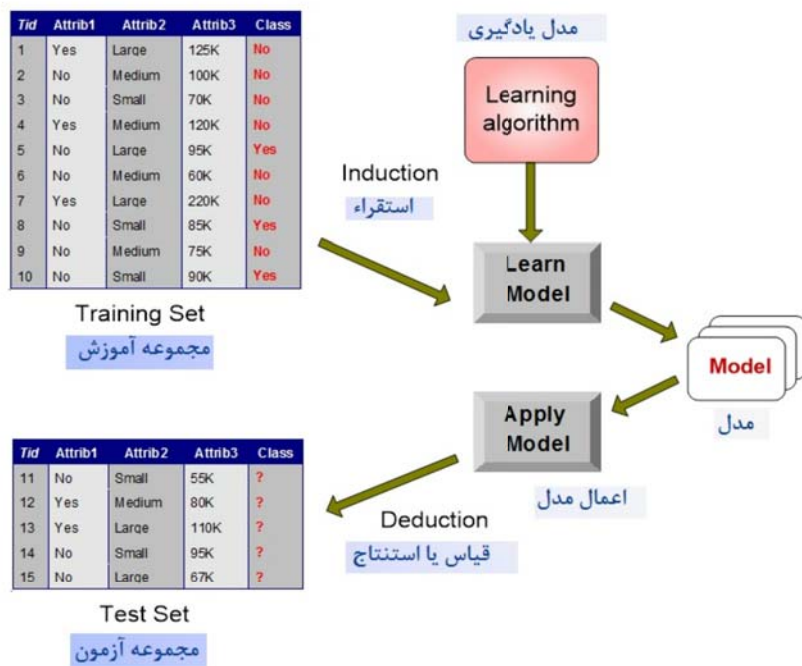 Tid Attrib1 Attrib2 Attrib3 Class
1 Yes Large 125K No
2 No Medium 100K No
3 No Small 70K No
4 Yes Medium 120K No
5 No Large 95K Yes
6 No Medium 60K No
7 Yes Large 220K No
8 No Small 85K Yes
9 No Medium 75K No
10 No Small 90K Yes
Training Set
مجموعه آموزش
مدل یادگیری
Learning
algorithm
Induction
استقراء
Learn
Model
Model
مدل
Apply
Model
اعمال مدل
Deduction
قیاس یا استنتاج
Tid Attrib1 Attrib2 Attrib3 Class
11 No Small 55K ?
12 Yes Medium 80K ?
13 Yes Large 110K ?
14 No Small 95K ?
15 No Large 67K ?
Test Set
مجموعه آزمون